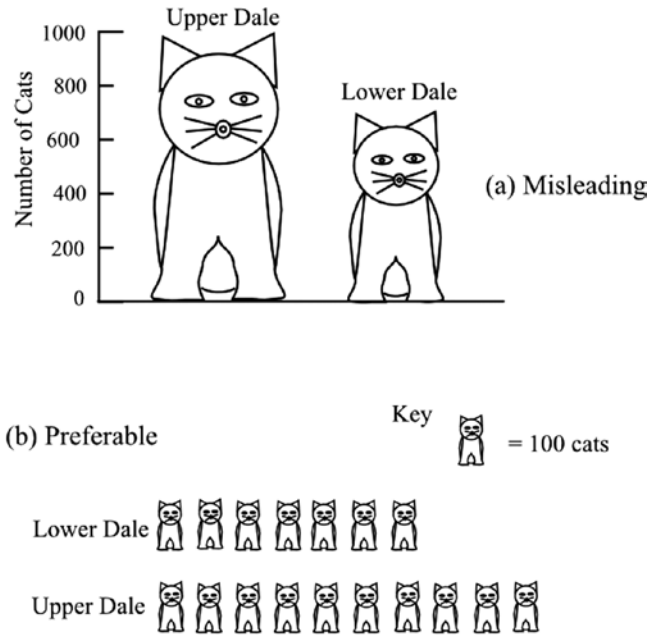 Upper Dale
1000
Lower Dale
800
600
(a) Misleading
400
200
0
Number of Cats
Key
(b) Preferable
= 100 cats
Lower Dale
Upper Dale